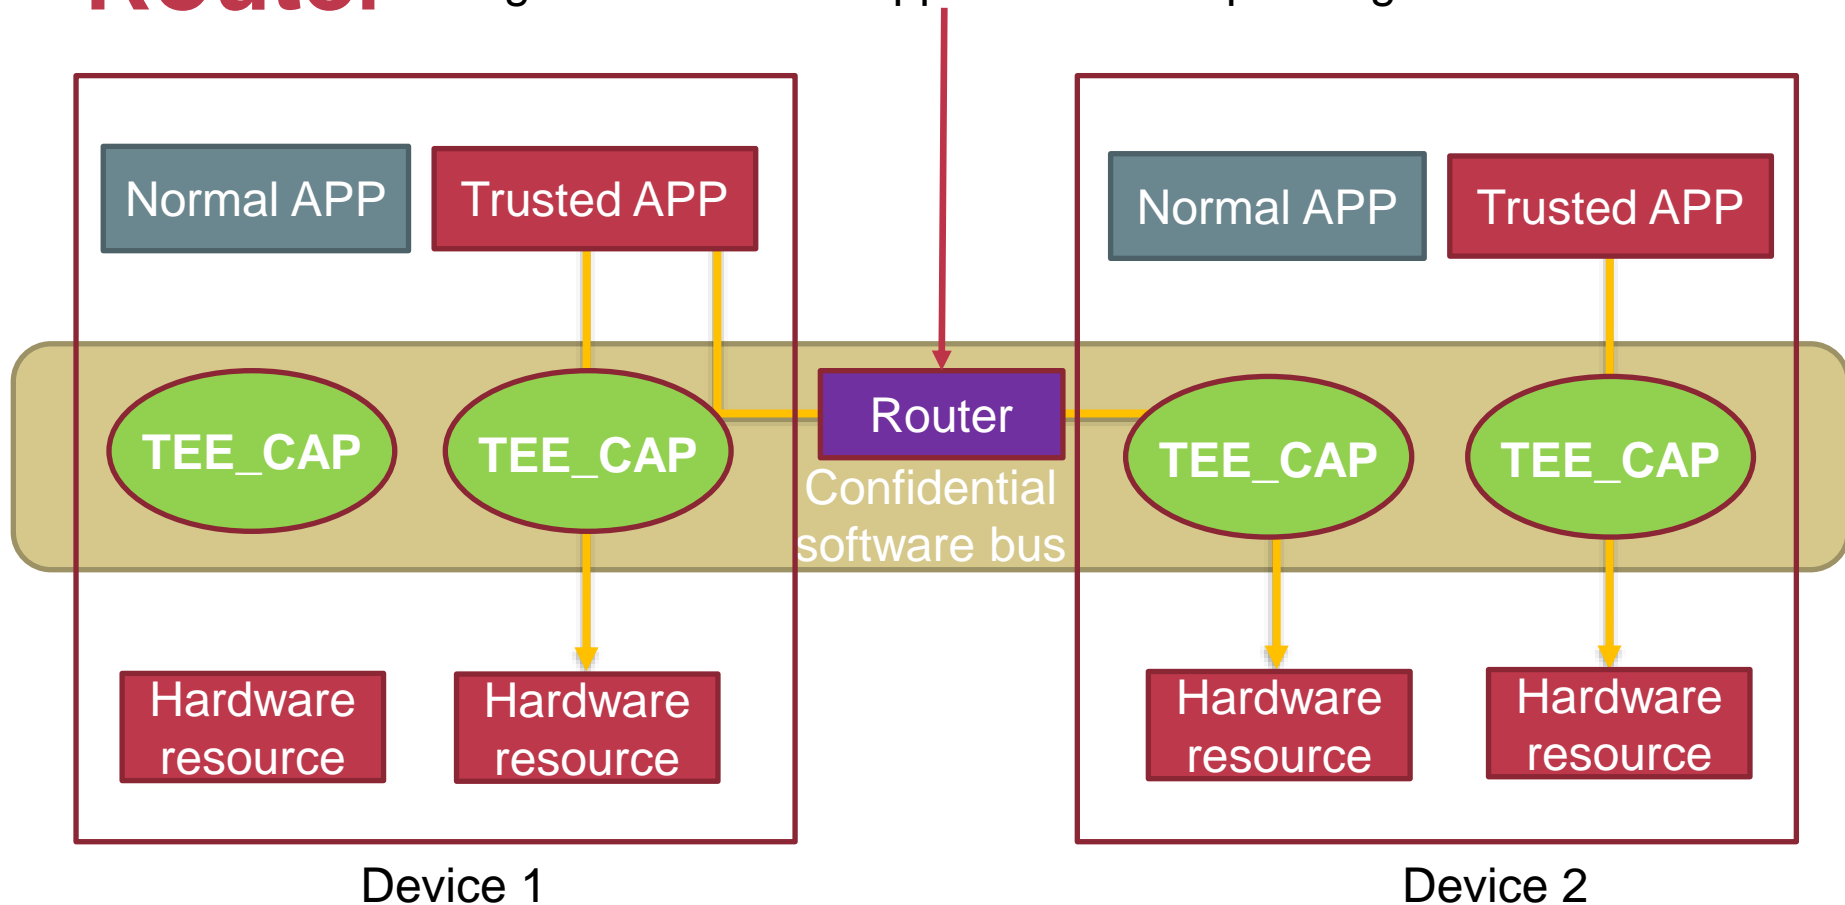 Router
Normal APP
Trusted APP
Normal APP
Trusted APP
TEE_CAP
TEE_CAP
Router
TEE_CAP
TEE_CAP
Confidential
software bus
Hardware
resource
Hardware
resource
Hardware
resource
Hardware
resource
Device 1
Device 2